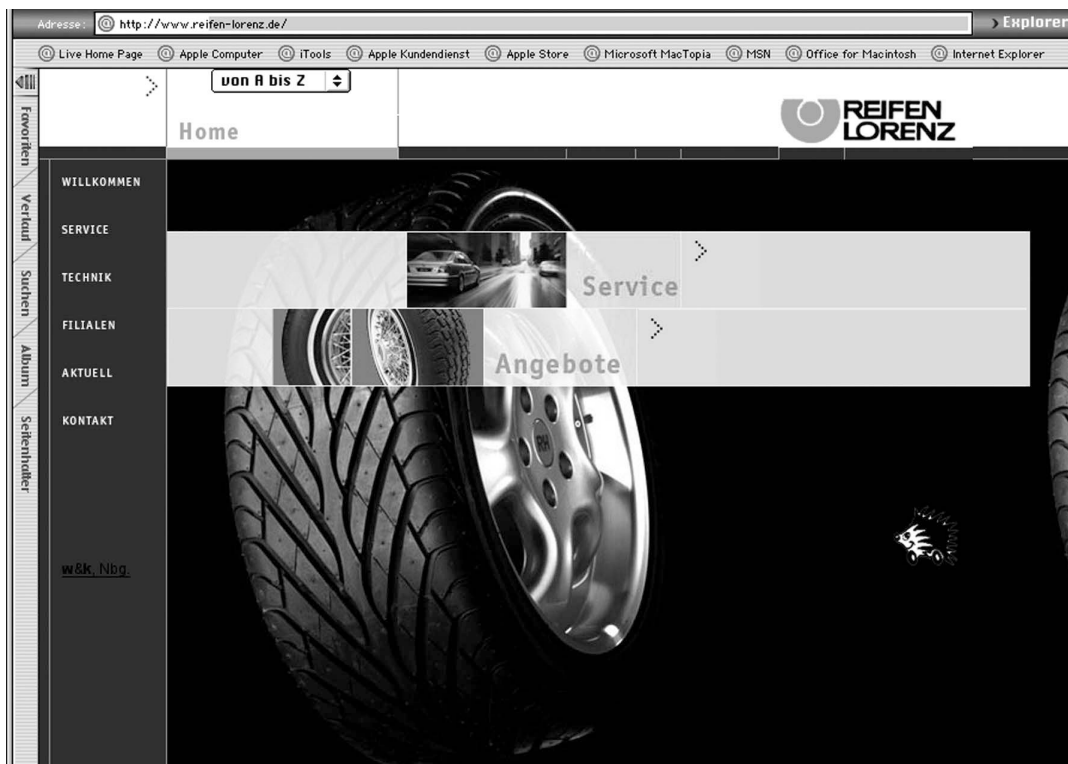 Adresse: @ http://www.reifen-lorenz.de/ › Explorer
@ Live Home Page @ Apple Computer @ iTools @ Apple Kundendienst @ Apple Store @ Microsoft MacTopia @ MSN @ Office for Macintosh @ Internet Explorer
Favoriten
Verlauf
Suchen
Album
Seitenhalter
von A bis Z
Home
REIFEN
LORENZ
WILLKOMMEN
SERVICE
TECHNIK
FILIALEN
AKTUELL
KONTAKT
w&k, Nbg.
Service
Angebote
RH